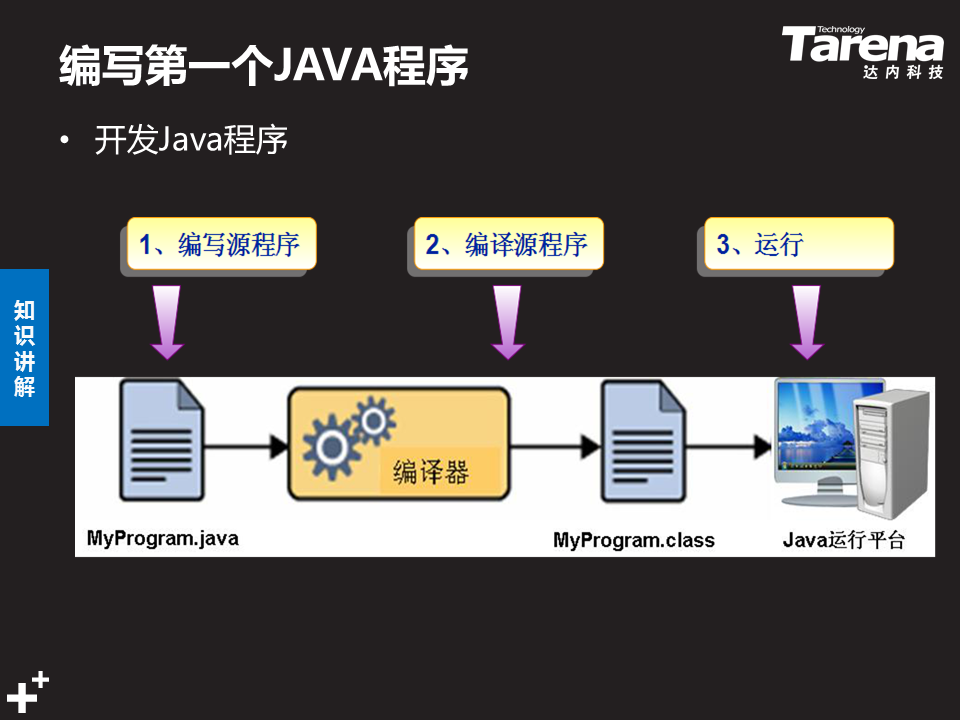 编写第一个JAVA程序
Technology
Tarena
达内科技
• 开发Java程序
1、编写源程序
2、编译源程序
3、运行
知识讲解
编译器
MyProgram.java
MyProgram.class
Java运行平台